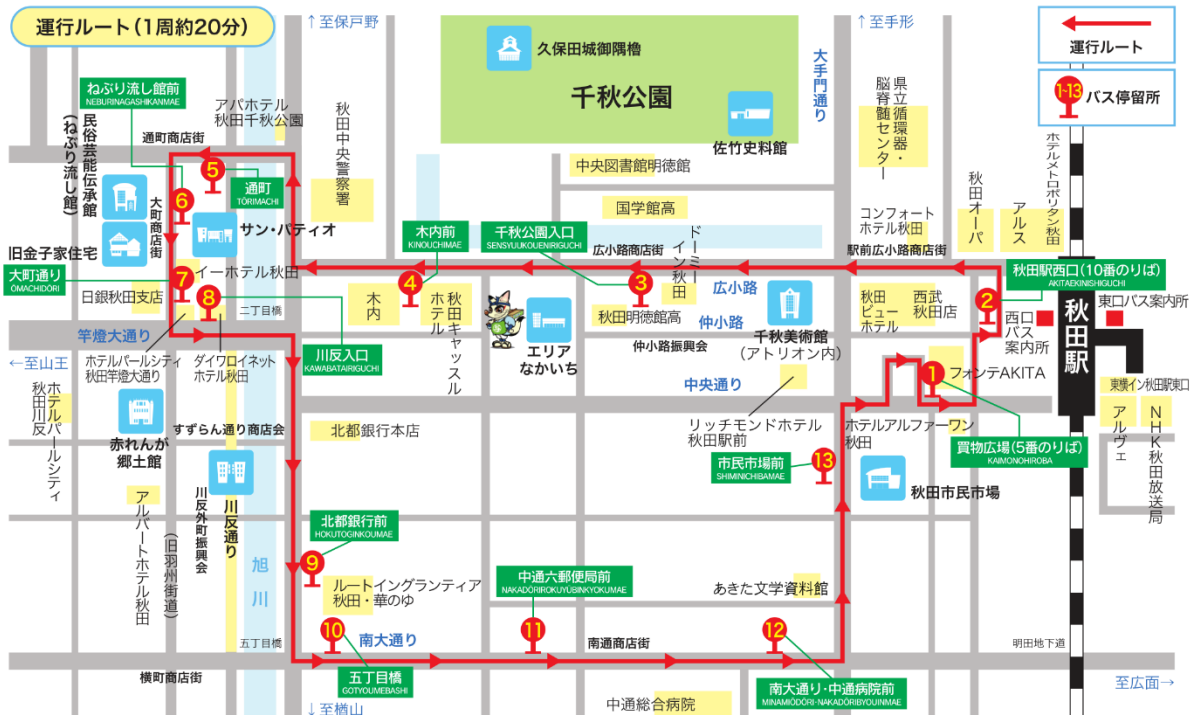 運行ルート(1周約20分)
↑至保戸野
↑至手形
運行ルート
1-13
バス停留所
久保田城御隅櫓
千秋公園
佐竹史料館
大手門通り
県立循環器・
脳脊髄センター
ホテルメトロポリタン秋田
ねぶり流し館前
NEBURINAGASHIKANMAE
アパホテル
秋田千秋公園
通町商店街
民俗芸能伝承館
(ねぶり流し館)
秋田中央警察署
中央図書館明徳館
国学館高
5
通町
TŌRIMACHI
6
大町商店街
サン・パティオ
旧金子家住宅
木内前
KINOUCHIMAE
千秋公園入口
SENSYUUKOUENIRIGUCHI
広小路商店街
ドーミー
イン秋田
コンフォート
ホテル秋田
秋田オーパ
アルス
駅前広小路商店街
大町通り
ŌMACHIDŌRI
7
イーホテル秋田
8
日銀秋田支店
二丁目橋
4
木内
秋田キャッスル
ホテル
3
広小路
秋田明徳館高
仲小路
仲小路振興会
エリア
なかいち
千秋美術館
(アトリオン内)
秋田
ビュー
ホテル
西武
秋田店
2
秋田駅西口(10番のりば)
AKITAEKINISHIGUCHI
西口
バス
案内所
東口バス案内所
秋田駅
竿燈大通り
←至山王
ホテルパールシティ
秋田竿燈大通り
ダイワロイネット
ホテル秋田
川反入口
KAWABATAIRIGUCHI
中央通り
1
フォンテAKITA
東横イン秋田駅東口
ホテルパールシティ
秋田川反
赤れんが
郷土館
すずらん通り商店会
北都銀行本店
リッチモンドホテル
秋田駅前
ホテルアルファーワン
秋田
買物広場(5番のりば)
KAIMONOHIROBA
アルヴェ
NHK秋田放送局
市民市場前
SHIMINICHIBAMAE
13
秋田市民市場
アルバートホテル秋田
(旧羽州街道)
川反外町振興会
川反通り
旭川
北都銀行前
HOKUTOGINKOUMAE
9
ルートイングランティア
秋田・華のゆ
中通六郵便局前
NAKADŌRIROKUYŪBINKYOKUMAE
あきた文学資料館
五丁目橋
10
南大通り
11
南通商店街
12
明田地下道
横町商店街
五丁目橋
GOTYOUMEBASHI
南大通り・中通病院前
MINAMIŌDŌRI-NAKADŌRIBYOUINMAE
至広面→
↓至楢山
中通総合病院